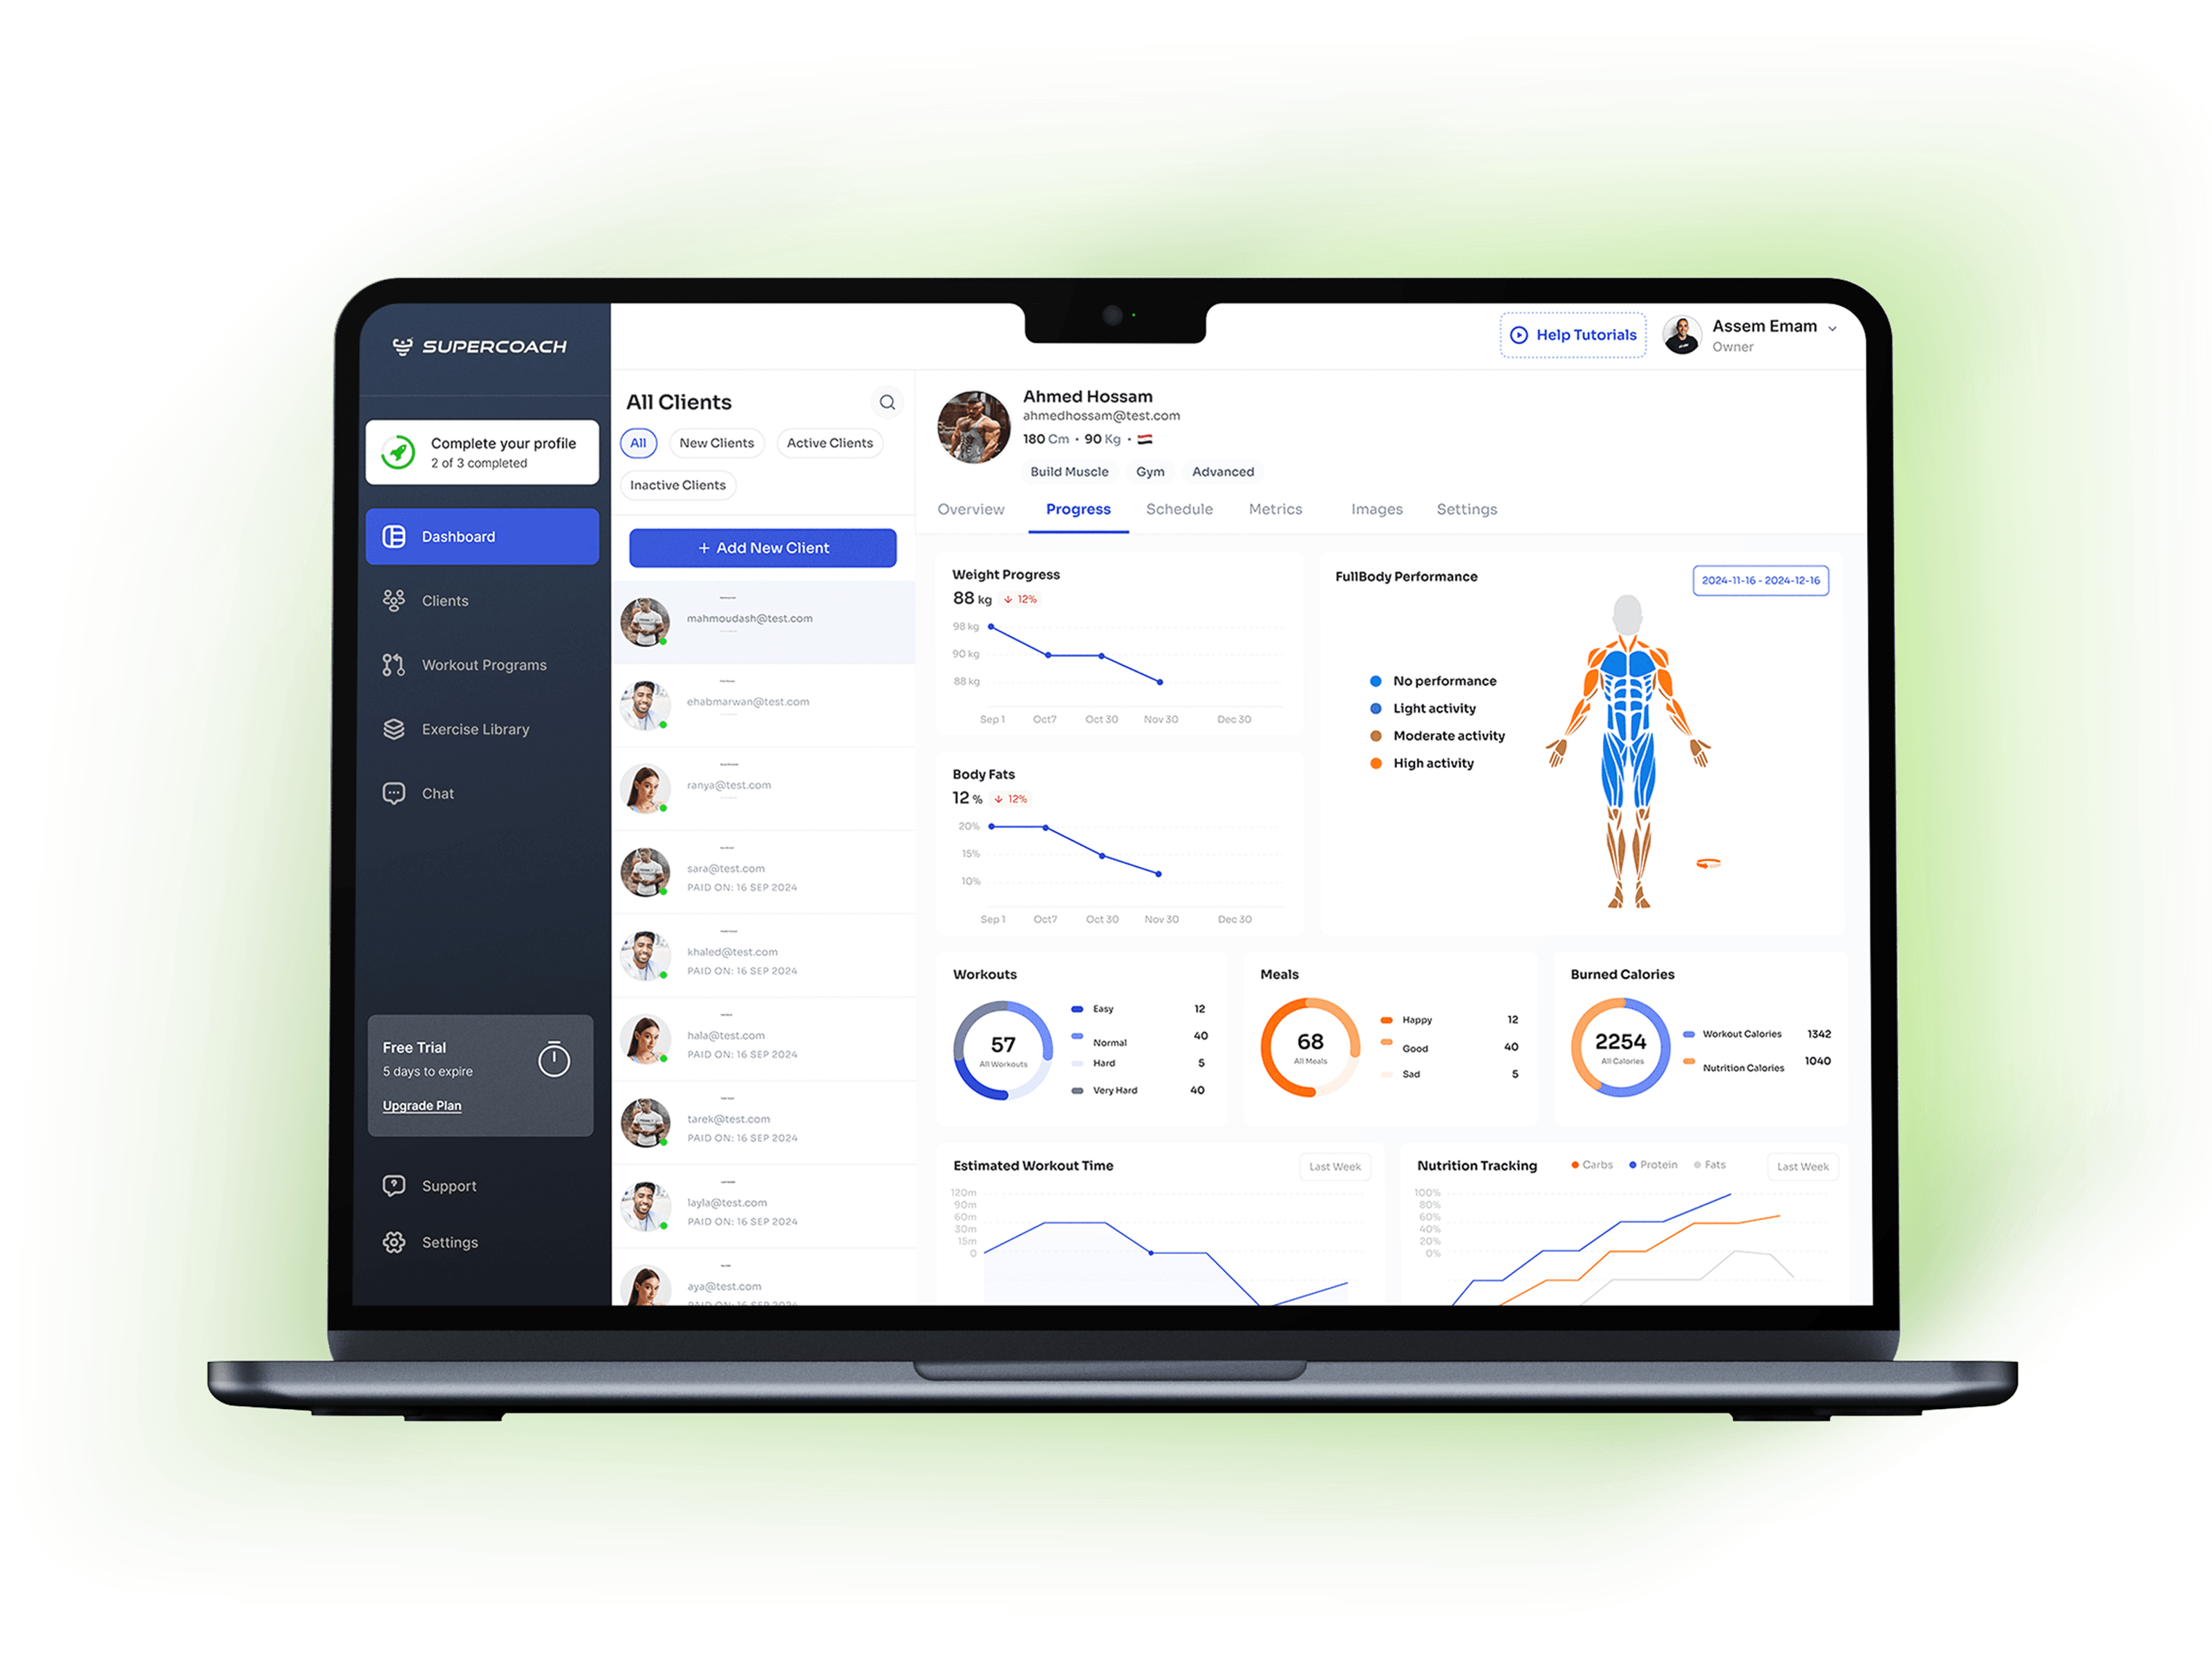 SUPERCOACH
Complete your profile
2 of 3 completed
Dashboard
Clients
Workout Programs
Exercise Library
Chat
Free Trial
5 days to expire
Upgrade Plan
Support
Settings
Help Tutorials
Assem Emam
Owner
All Clients
All
New Clients
Active Clients
Inactive Clients
+ Add New Client
mahmoudash@test.com
ehabmarwan@test.com
ranya@test.com
sara@test.com
PAID ON: 16 SEP 2024
khaled@test.com
PAID ON: 16 SEP 2024
hala@test.com
PAID ON: 16 SEP 2024
tarek@test.com
PAID ON: 16 SEP 2024
layla@test.com
PAID ON: 16 SEP 2024
aya@test.com
PAID ON: 16 SEP 2024
Ahmed Hossam
ahmedhossam@test.com
180 Cm • 90 Kg •
Build Muscle Gym Advanced
Overview Progress Schedule Metrics Images Settings
Weight Progress
88 kg ↓ 12%
98 kg
90 kg
88 kg
Sep 1 Oct7 Oct 30 Nov 30 Dec 30
Body Fats
12 % ↓ 12%
20%
15%
10%
Sep 1 Oct7 Oct 30 Nov 30 Dec 30
FullBody Performance
2024-11-16 - 2024-12-16
No performance
Light activity
Moderate activity
High activity
Workouts
57
All Workouts
Easy 12
Normal 40
Hard 5
Very Hard 40
Meals
68
All Meals
Happy 12
Good 40
Sad 5
Burned Calories
2254
All Calories
Workout Calories 1342
Nutrition Calories 1040
Estimated Workout Time
Last Week
120m
90m
60m
30m
15m
0
Nutrition Tracking
Carbs Protein Fats
Last Week
100%
80%
60%
40%
20%
0%